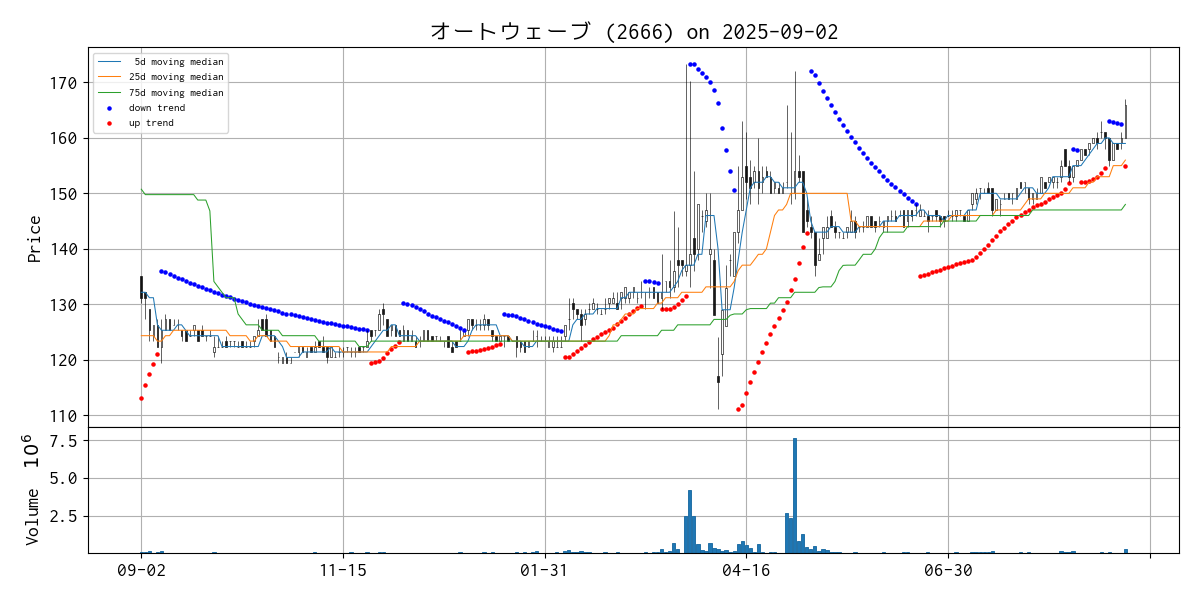 オートウェーブ (2666) on 2025-09-02
5d moving median
25d moving median
75d moving median
down trend
up trend
Price
170
160
150
140
130
120
110
Volume 10^6
7.5
5.0
2.5
09-02
11-15
01-31
04-16
06-30